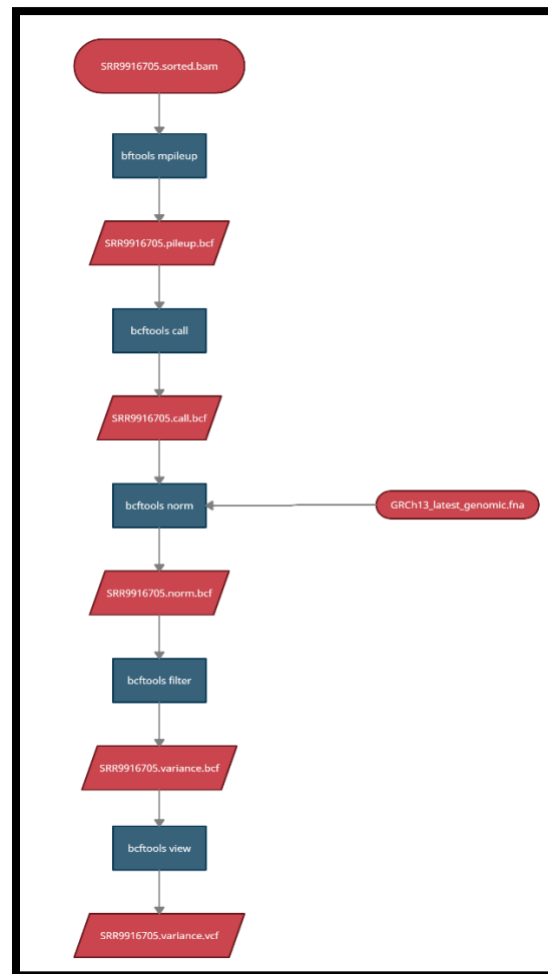 SRR9916705.sorted.bam
bftools mpileup
SRR9916705.pileup.bcf
bcftools call
SRR9916705.call.bcf
bcftools norm
GRCh13_latest_genomic.fna
SRR9916705.norm.bcf
bcftools filter
SRR9916705.variance.bcf
bcftools view
SRR9916705.variance.vcf